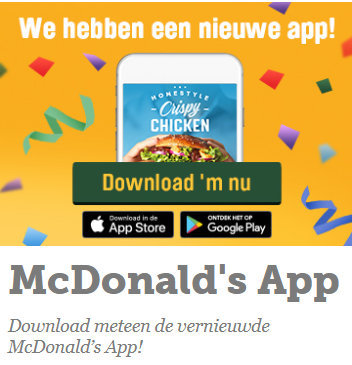 We hebben een nieuwe app!
HOMESTYLE
Crispy
CHICKEN
Download 'm nu
Download in de
App Store
ONTDEK HET OP
Google Play
McDonald's App
Download meteen de vernieuwde
McDonald's App!